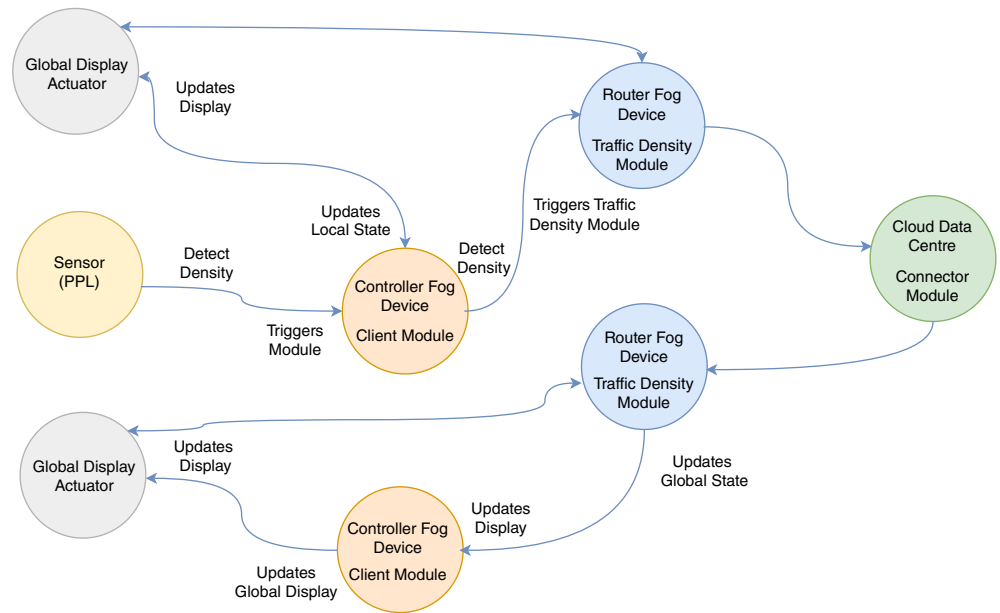 Global Display
Actuator
Updates
Display
Router Fog
Device
Traffic Density
Module
Triggers Traffic
Density Module
Updates
Local State
Sensor
(PPL)
Detect
Density
Triggers
Module
Controller Fog
Device
Client Module
Detect
Density
Cloud Data
Centre
Connector
Module
Router Fog
Device
Traffic Density
Module
Updates
Global State
Global Display
Actuator
Updates
Display
Updates
Global Display
Controller Fog
Device
Client Module
Updates
Display